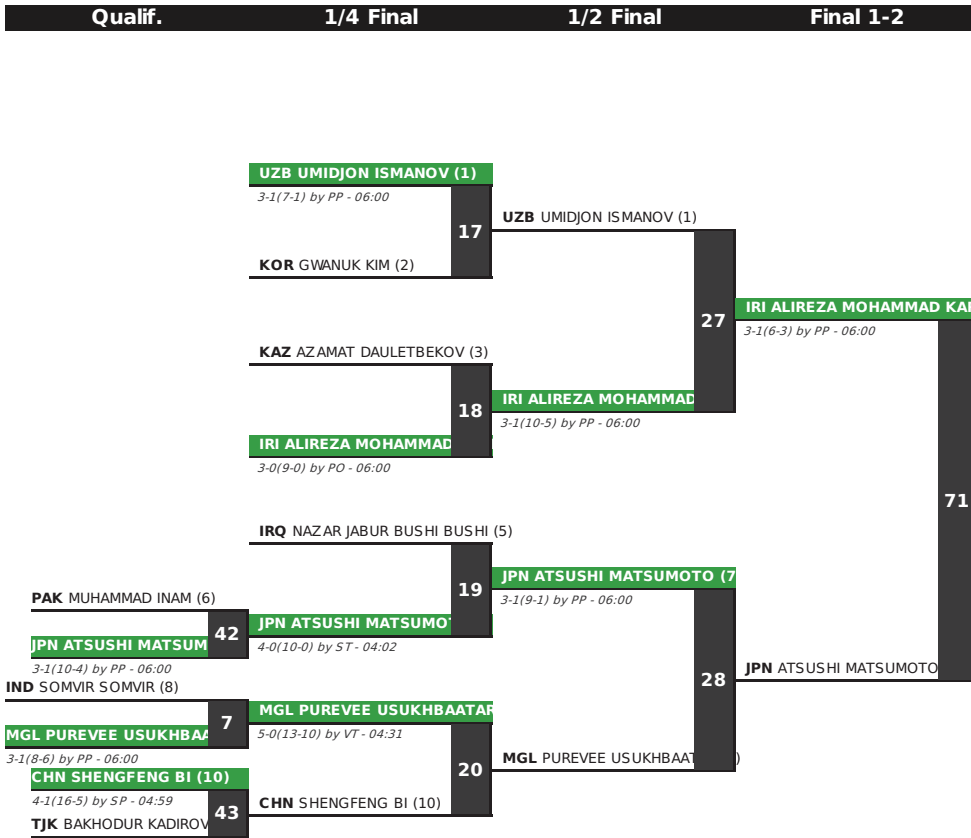 Qualif. 1/4 Final 1/2 Final Final 1-2
UZB UMIDJON ISMANOV (1)
3-1(7-1) by PP - 06:00
17
KOR GWANUK KIM (2)
UZB UMIDJON ISMANOV (1)
27
KAZ AZAMAT DAULETBEKOV (3)
18
IRI ALIREZA MOHAMMAD
3-0(9-0) by PO - 06:00
IRI ALIREZA MOHAMMAD
3-1(10-5) by PP - 06:00
IRI ALIREZA MOHAMMAD
3-1(6-3) by PP - 06:00
71
IRQ NAZAR JABUR BUSHI BUSHI (5)
19
PAK MUHAMMAD INAM (6)
42
JPN ATSUSHI MATSUM
3-1(10-4) by PP - 06:00
JPN ATSUSHI MATSUMO
4-0(10-0) by ST - 04:02
JPN ATSUSHI MATSUMOTO (7
3-1(9-1) by PP - 06:00
28
JPN ATSUSHI MATSUMOTO
IND SOMVIR SOMVIR (8)
7
MGL PUREVEE USUKHBAA
3-1(8-6) by PP - 06:00
MGL PUREVEE USUKHBAATAR
5-0(13-10) by VT - 04:31
20
MGL PUREVEE USUKHBAAT )
CHN SHENGFENG BI (10)
4-1(16-5) by SP - 04:59
43
TJK BAKHODUR KADIROV
CHN SHENGFENG BI (10)